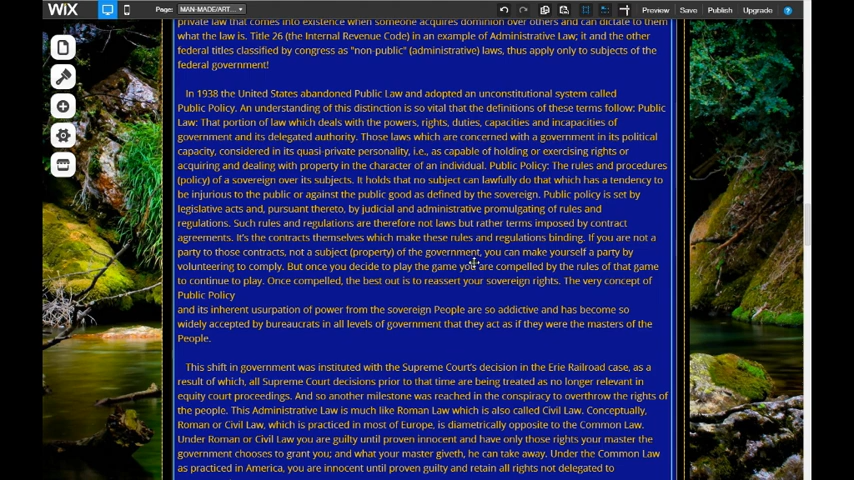 WiX
Page: MAN-MADE/ART...
Preview
Save
Publish
Upgrade
?
private law that comes into existence when someone acquires dominion over others and can dictate to them
what the law is. Title 26 (the Internal Revenue Code) in an example of Administrative Law; it and the other
federal titles classified by congress as "non-public" (administrative) laws, thus apply only to subjects of the
federal government!
In 1938 the United States abandoned Public Law and adopted an unconstitutional system called
Public Policy. An understanding of this distinction is so vital that the definitions of these terms follow: Public
Law: That portion of law which deals with the powers, rights, duties, capacities and incapacities of
government and its delegated authority. Those laws which are concerned with a government in its political
capacity, considered in its quasi-private personality, i.e., as capable of holding or exercising rights or
acquiring and dealing with property in the character of an individual. Public Policy: The rules and procedures
(policy) of a sovereign over its subjects. It holds that no subject can lawfully do that which has a tendency to
be injurious to the public or against the public good as defined by the sovereign. Public policy is set by
legislative acts and, pursuant thereto, by judicial and administrative promulgating of rules and
regulations. Such rules and regulations are therefore not laws but rather terms imposed by contract
agreements. It's the contracts themselves which make these rules and regulations binding. If you are not a
party to those contracts, not a subject (property) of the government, you can make yourself a party by
volunteering to comply. But once you decide to play the game you are compelled by the rules of that game
to continue to play. Once compelled, the best out is to reassert your sovereign rights. The very concept of
Public Policy
and its inherent usurpation of power from the sovereign People are so addictive and has become so
widely accepted by bureaucrats in all levels of government that they act as if they were the masters of the
People.
This shift in government was instituted with the Supreme Court's decision in the Erie Railroad case, as a
result of which, all Supreme Court decisions prior to that time are being treated as no longer relevant in
equity court proceedings. And so another milestone was reached in the conspiracy to overthrow the rights of
the people. This Administrative Law is much like Roman Law which is also called Civil Law. Conceptually,
Roman or Civil Law, which is practiced in most of Europe, is diametrically opposite to the Common Law.
Under Roman or Civil Law you are guilty until proven innocent and have only those rights your master the
government chooses to grant you; and what your master giveth, he can take away. Under the Common Law
as practiced in America, you are innocent until proven guilty and retain all rights not delegated to